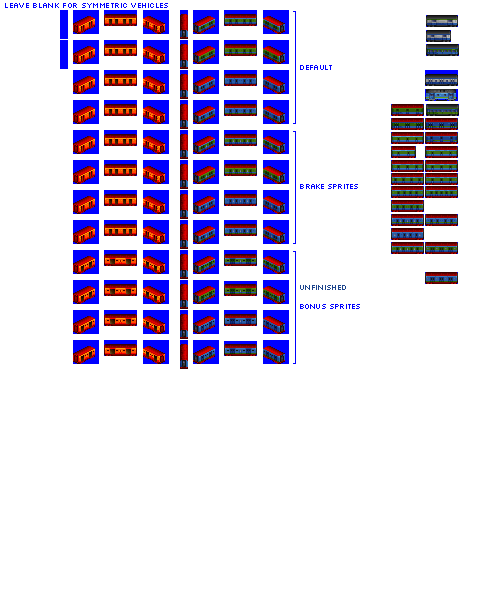 LEAVE BLANK FOR SYMMETRIC VEHICLES
DEFAULT
BRAKE SPRITES
UNFINISHED
BONUS SPRITES